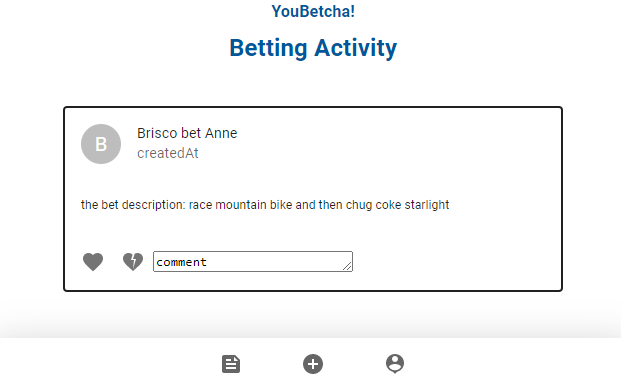 YouBetcha!
Betting Activity
B
Brisco bet Anne
createdAt
the bet description: race mountain bike and then chug coke starlight
comment